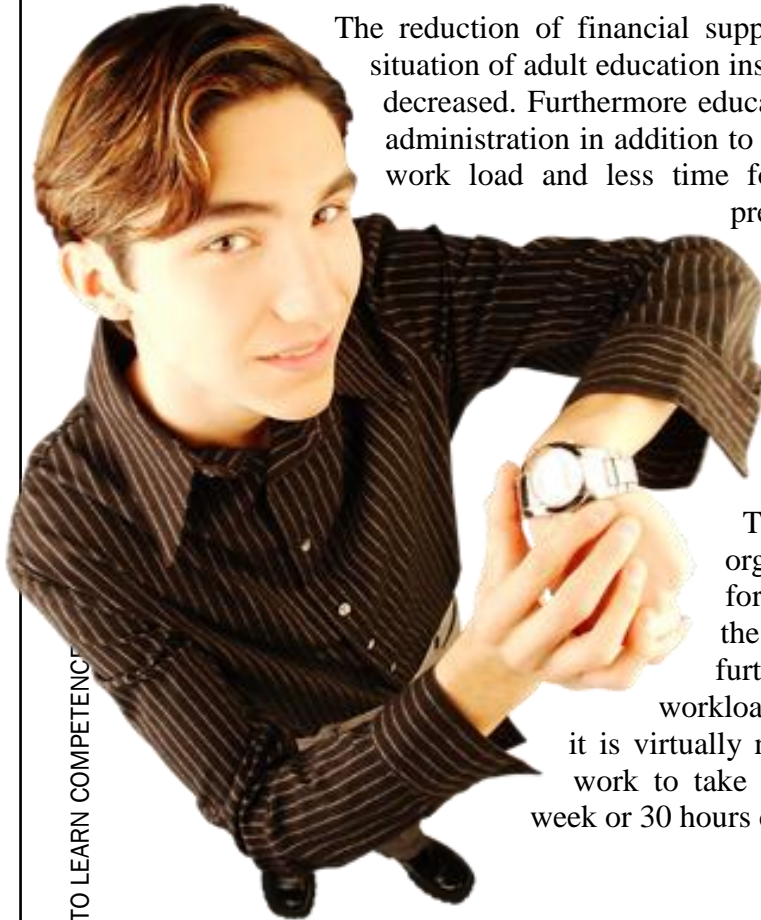 The reduction of financial supp
situation of adult education ins
decreased. Furthermore educa
administration in addition to
work load and less time fo
pre
T
org
for
the
furt
workloa
it is virtually n
work to take
week or 30 hours
TO LEARN COMPETENC